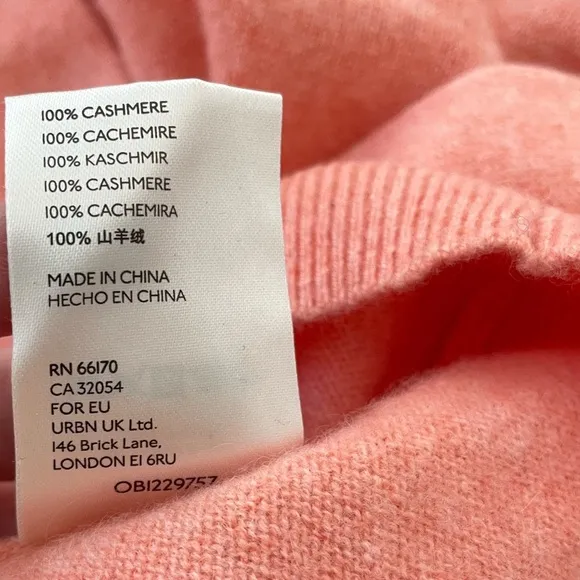 100% CASHMERE
100% CACHEMIRE
100% KASCHMIR
100% CASHMERE
100% CACHEMIRA
100% 山羊绒
MADE IN CHINA
HECHO EN CHINA
RN 66170
CA 32054
FOR EU
URBN UK Ltd.
146 Brick Lane,
LONDON E1 6RU
OB1229757